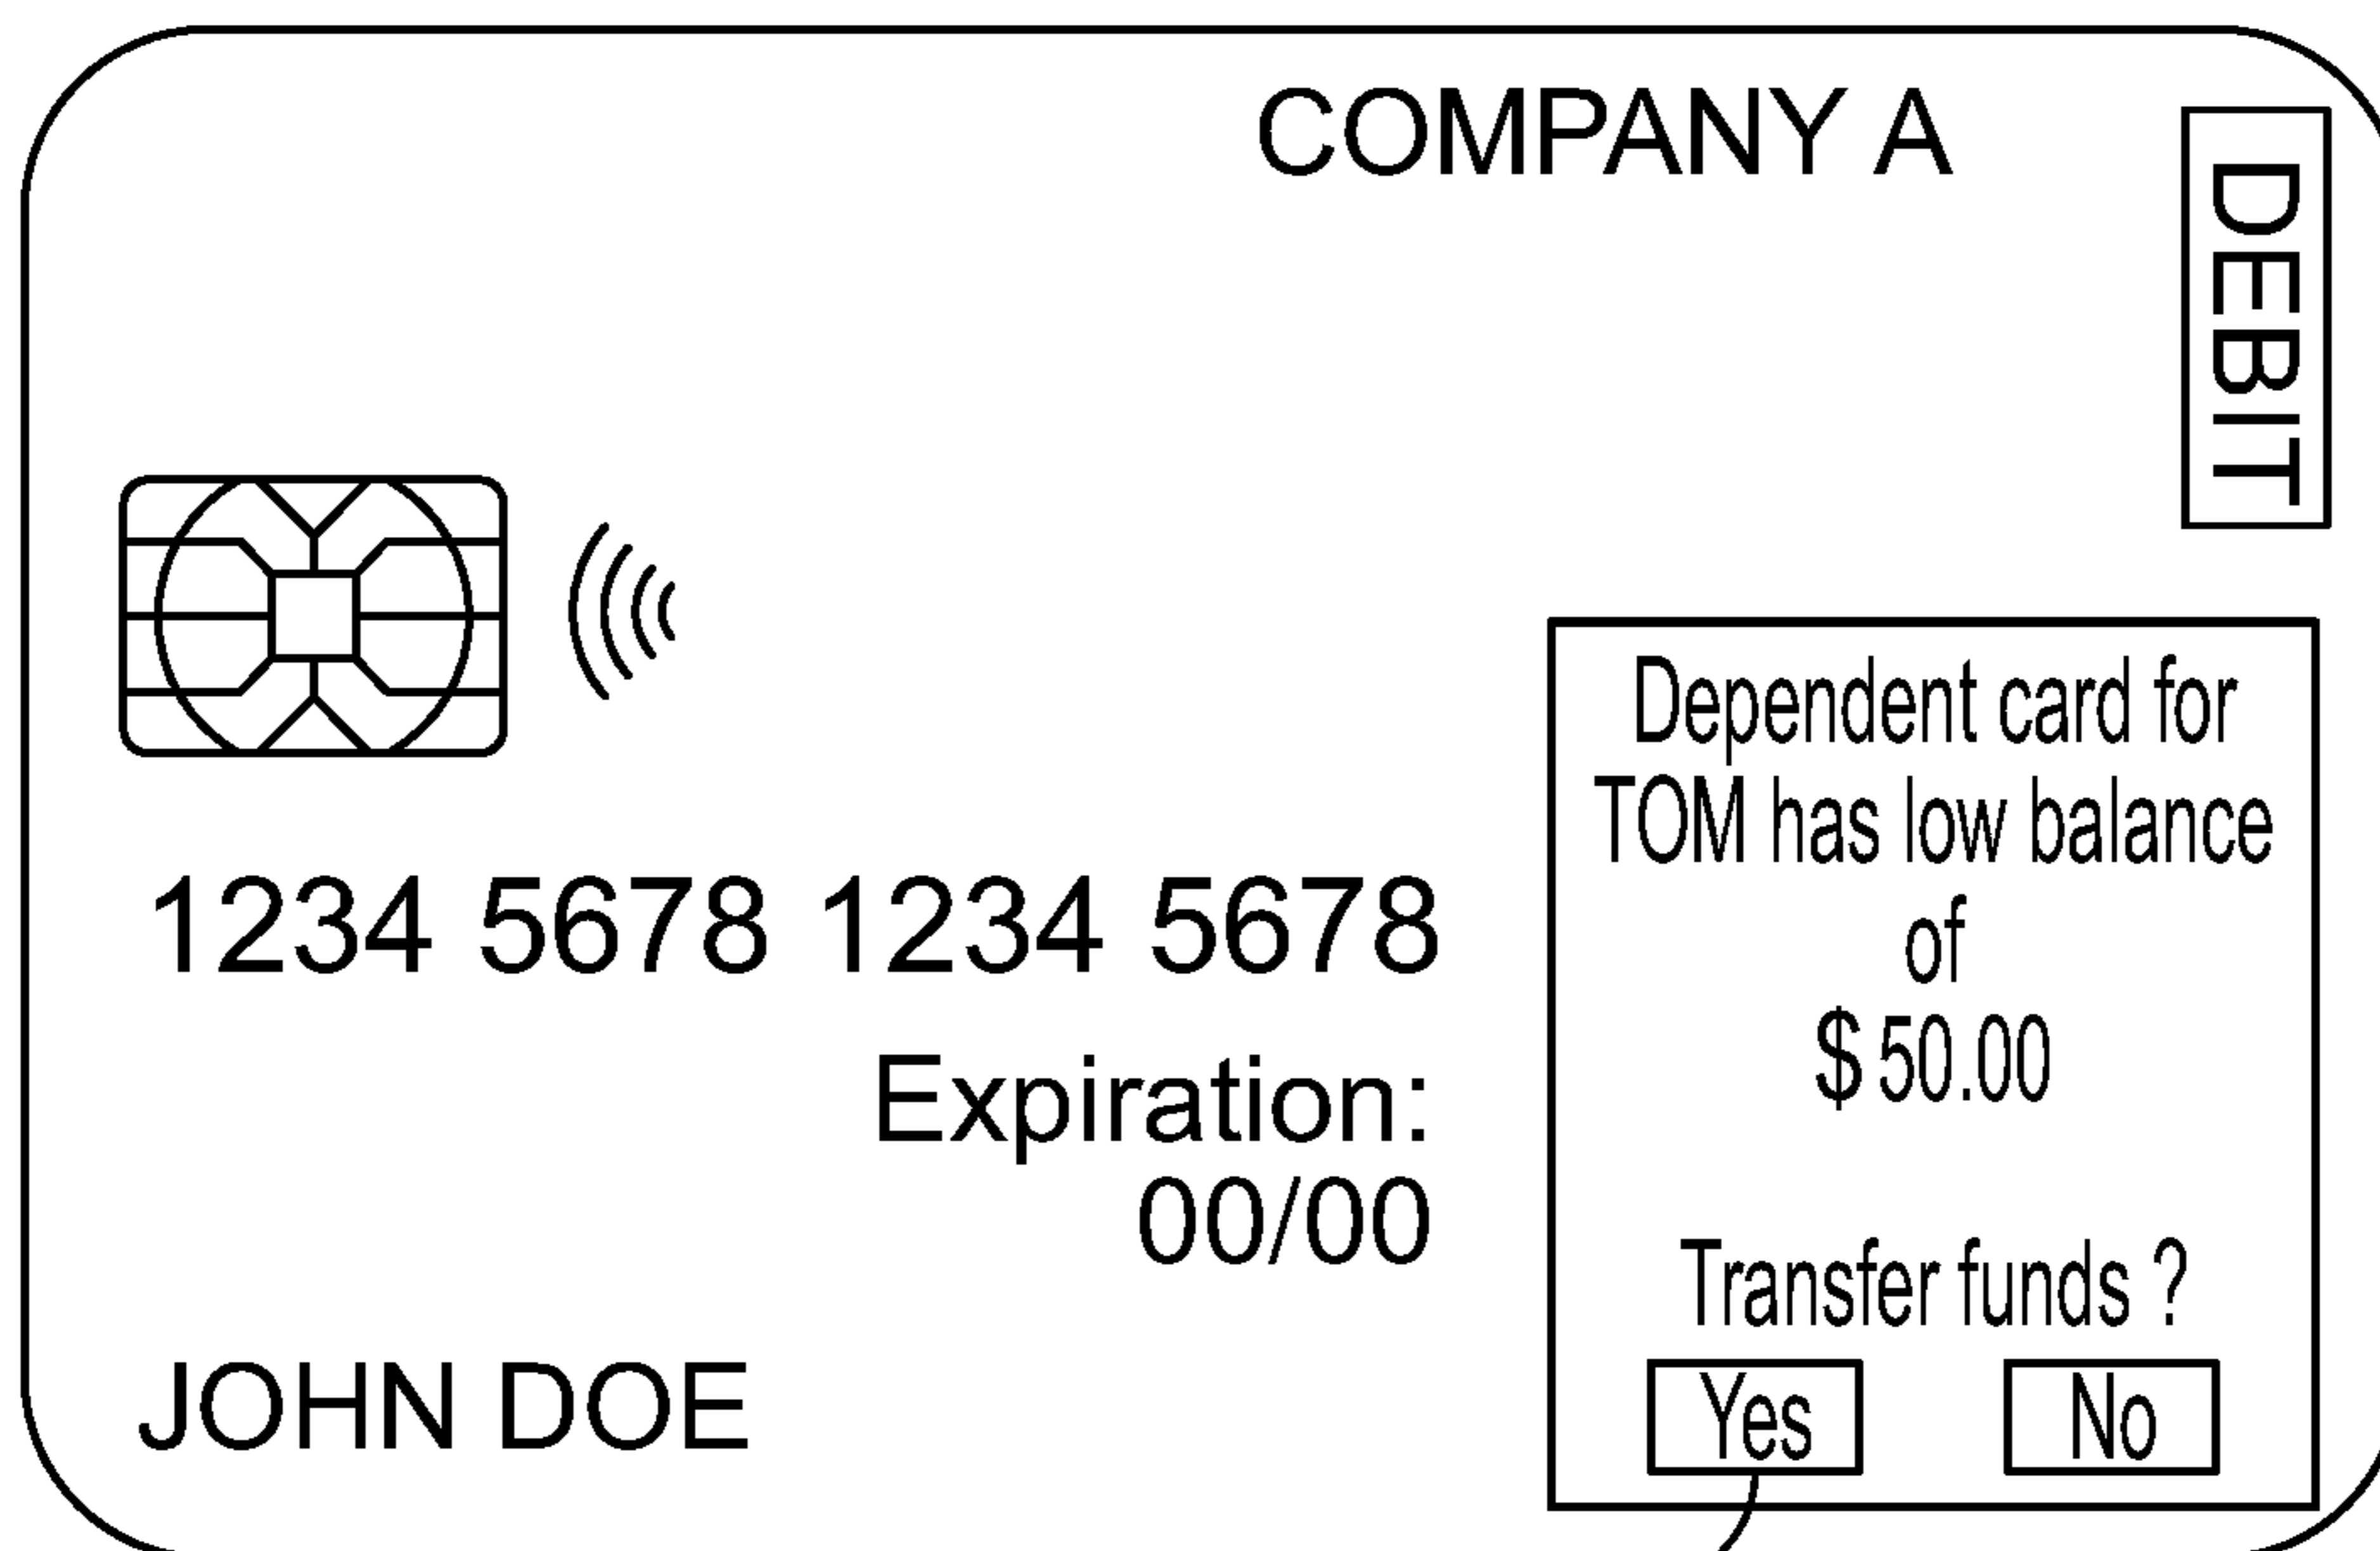 COMPANY A
DEBIT
1234 5678 1234 5678
Expiration:
00/00
JOHN DOE
Dependent card for
TOM has low balance
of
$ 50.00
Transfer funds ?
Yes
No